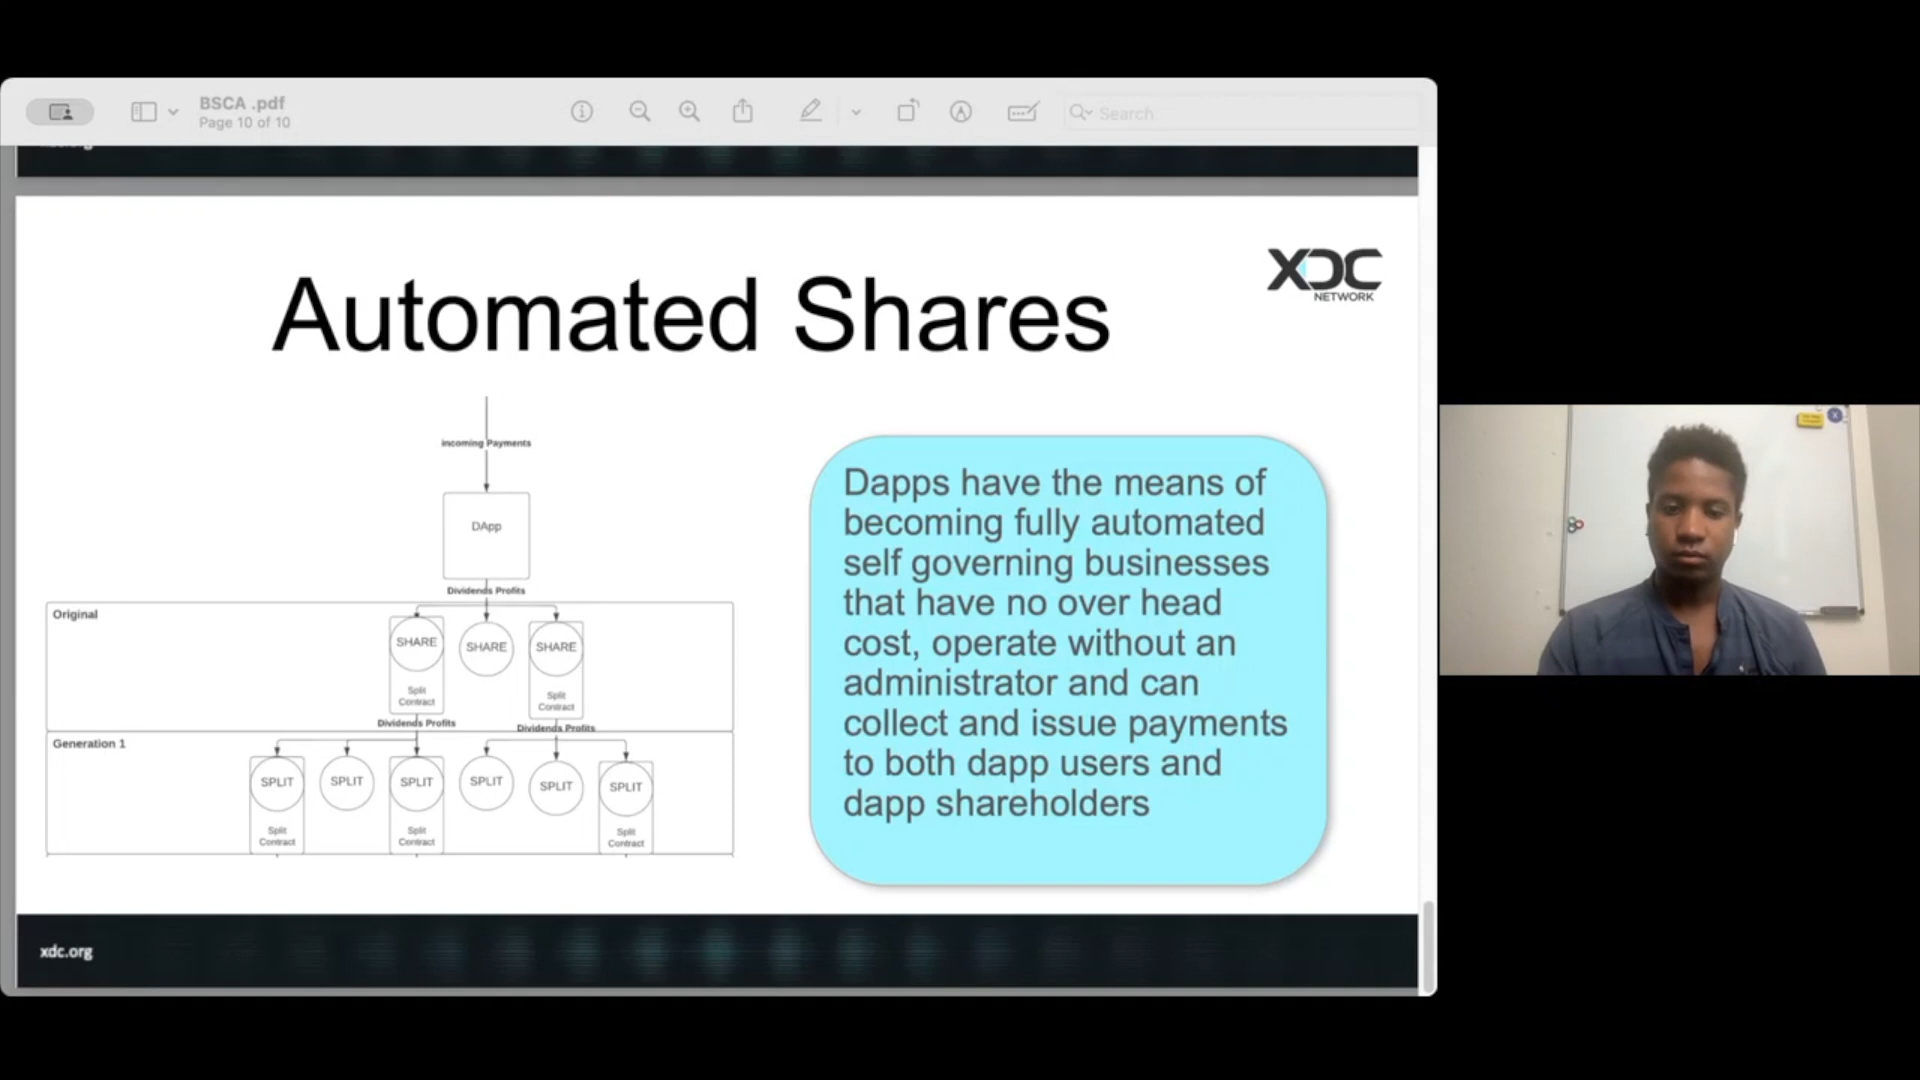 BSCA .pdf
Page 10 of 10
Search
XDC
NETWORK
Automated Shares
incoming Payments
DApp
Dividends Profits
Original
SHARE SHARE SHARE
Split
Contract
Split
Contract
Dividends Profits
Dividends Profits
Generation 1
SPLIT SPLIT SPLIT SPLIT SPLIT SPLIT
Split
Contract
Split
Contract
Split
Contract
Dapps have the means of
becoming fully automated
self governing businesses
that have no over head
cost, operate without an
administrator and can
collect and issue payments
to both dapp users and
dapp shareholders
xdc.org